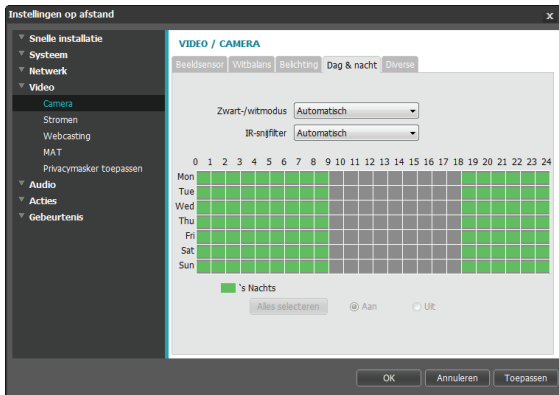 Instellingen op afstand
x
Snelle installatie
Systeem
Netwerk
Video
Camera
Stromen
Webcasting
MAT
Privacymasker toepassen
Audio
Acties
Gebeurtenis
VIDEO / CAMERA
Beeldsensor Witbalans Belichting Dag & nacht Diverse
Zwart-/witmodus Automatisch
IR-snijfilter Automatisch
0 1 2 3 4 5 6 7 8 9 10 11 12 13 14 15 16 17 18 19 20 21 22 23 24
Mon
Tue
Wed
Thu
Fri
Sat
Sun
's Nachts
Alles selecteren Aan Uit
OK Annuleren Toepassen